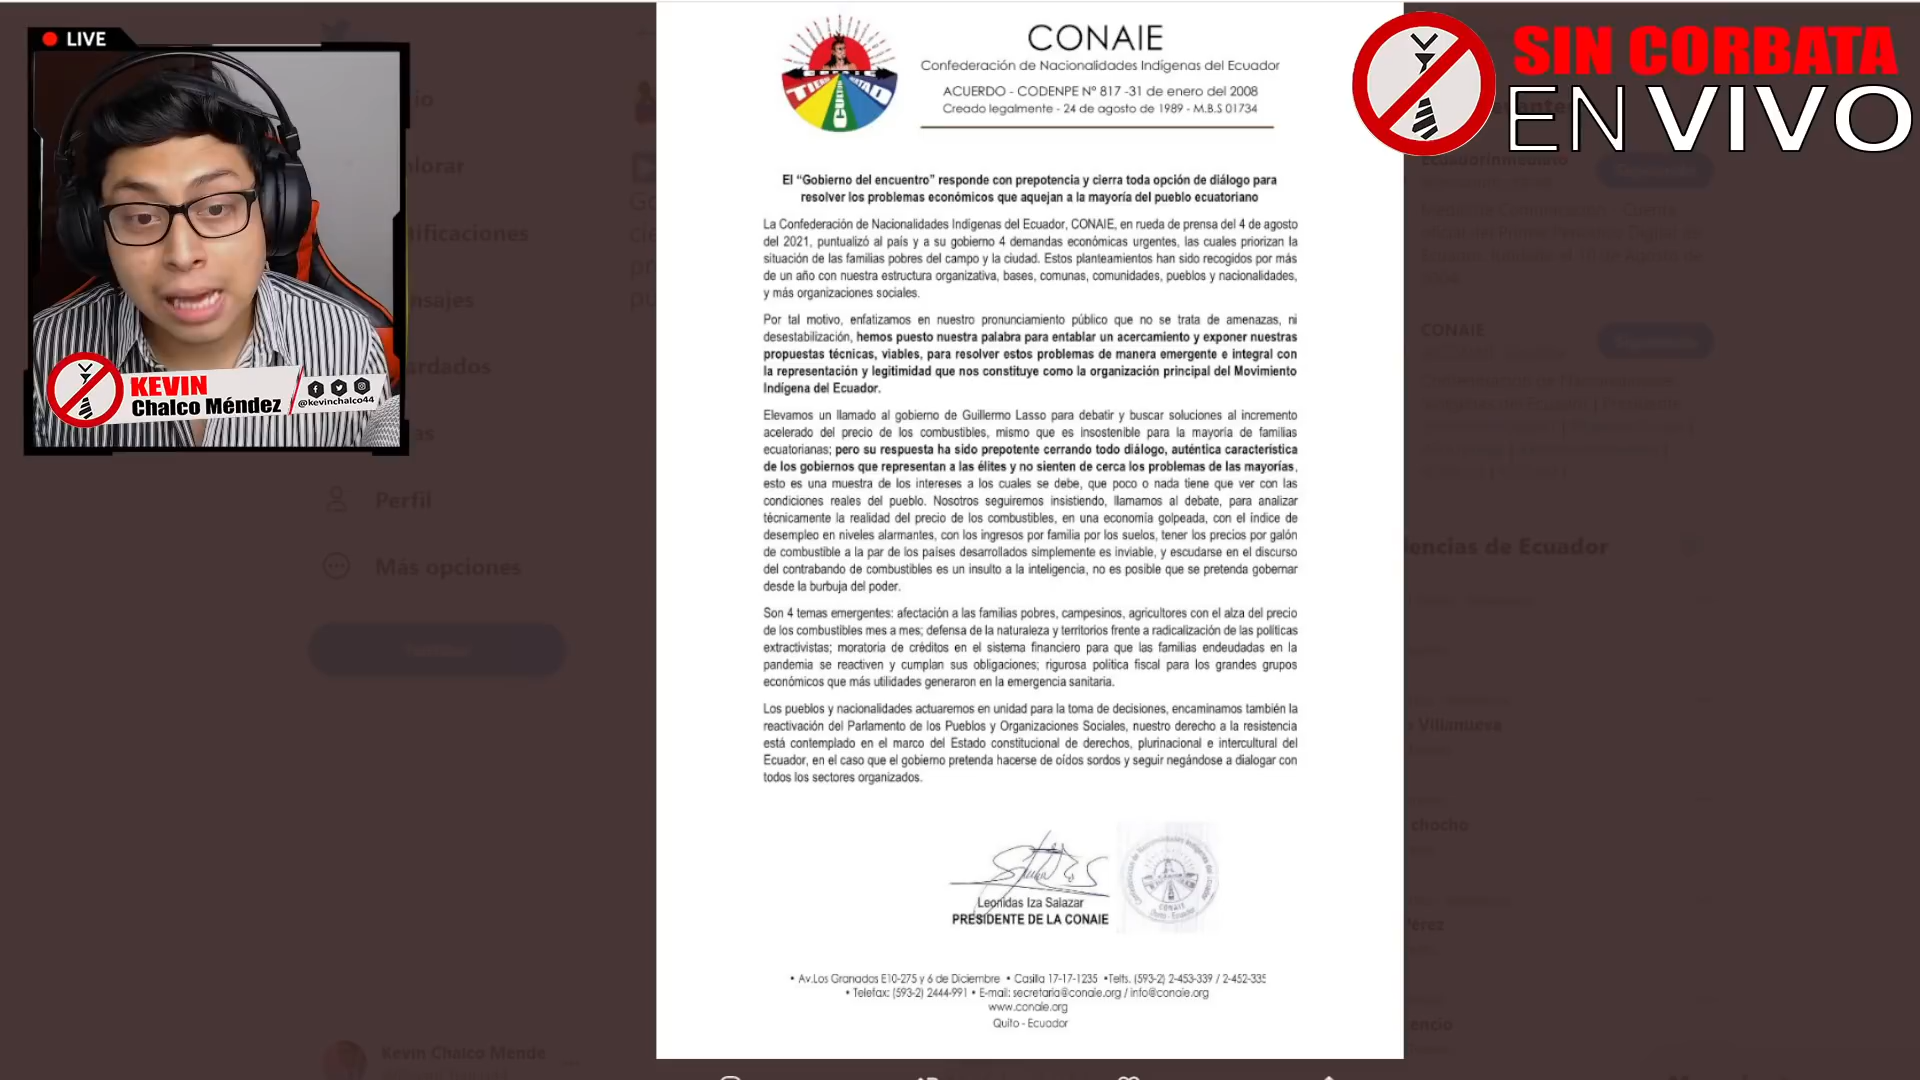 LIVE
KEVIN
Chalco Méndez
@kevinchalco44
SIN CORBATA
EN VIVO
CONAIE
Confederación de Nacionalidades Indígenas del Ecuador
ACUERDO - CODENPE Nº 817 -31 de enero del 2008
Creado legalmente - 24 de agosto de 1989 - M.B.S 01734
El “Gobierno del encuentro” responde con prepotencia y cierra toda opción de diálogo para
resolver los problemas económicos que aquejan a la mayoría del pueblo ecuatoriano
La Confederación de Nacionalidades Indígenas del Ecuador, CONAIE, en rueda de prensa del 4 de agosto
del 2021, puntualizó al país y a su gobierno 4 demandas económicas urgentes, las cuales priorizan la
situación de las familias pobres del campo y la ciudad. Estos planteamientos han sido recogidos por más
de un año con nuestra estructura organizativa, bases, comunas, comunidades, pueblos y nacionalidades,
y más organizaciones sociales.
Por tal motivo, enfatizamos en nuestro pronunciamiento público que no se trata de amenazas, ni
desestabilización, hemos puesto nuestra palabra para entablar un acercamiento y exponer nuestras
propuestas técnicas, viables, para resolver estos problemas de manera emergente e integral con
la representación y legitimidad que nos constituye como la organización principal del Movimiento
Indígena del Ecuador.
Elevamos un llamado al gobierno de Guillermo Lasso para debatir y buscar soluciones al incremento
acelerado del precio de los combustibles, mismo que es insostenible para la mayoría de familias
ecuatorianas; pero su respuesta ha sido prepotente cerrando todo diálogo, auténtica característica
de los gobiernos que representan a las élites y no sienten de cerca los problemas de las mayorías,
esto es una muestra de los intereses a los cuales se debe, que poco o nada tiene que ver con las
condiciones reales del pueblo. Nosotros seguiremos insistiendo, llamamos al debate, para analizar
técnicamente la realidad del precio de los combustibles, en una economía golpeada, con el índice de
desempleo en niveles alarmantes, con los ingresos por familia por los suelos, tener los precios por galón
de combustible a la par de los países desarrollados simplemente es inviable, y escudarse en el discurso
del contrabando de combustibles es un insulto a la inteligencia, no es posible que se pretenda gobernar
desde la burbuja del poder.
Son 4 temas emergentes: afectación a las familias pobres, campesinos, agricultores con el alza del precio
de los combustibles mes a mes; defensa de la naturaleza y territorios frente a radicalización de las políticas
extractivistas; moratoria de créditos en el sistema financiero para que las familias endeudadas en la
pandemia se reactiven y cumplan sus obligaciones; rigurosa política fiscal para los grandes grupos
económicos que más utilidades generaron en la emergencia sanitaria.
Los pueblos y nacionalidades actuaremos en unidad para la toma de decisiones, encaminamos también la
reactivación del Parlamento de los Pueblos y Organizaciones Sociales, nuestro derecho a la resistencia
está contemplado en el marco del Estado constitucional de derechos, plurinacional e intercultural del
Ecuador, en el caso que el gobierno pretenda hacerse de oídos sordos y seguir negándose a dialogar con
todos los sectores organizados.
Leonidas Iza Salazar
PRESIDENTE DE LA CONAIE
• Av.Los Granados E10-275 y 6 de Diciembre • Casilla 17-17-1235 •Telfs. (593-2) 2-453-339 / 2-452-335
• Telefax: (593-2) 2444-991 • E-mail: secretaria@conaie.org / info@conaie.org
www.conaie.org
Quito - Ecuador
Perfil
Más opciones
Kevin Chalco Mende
CONAIE
dencias de Ecuador
Villanueva
chocho